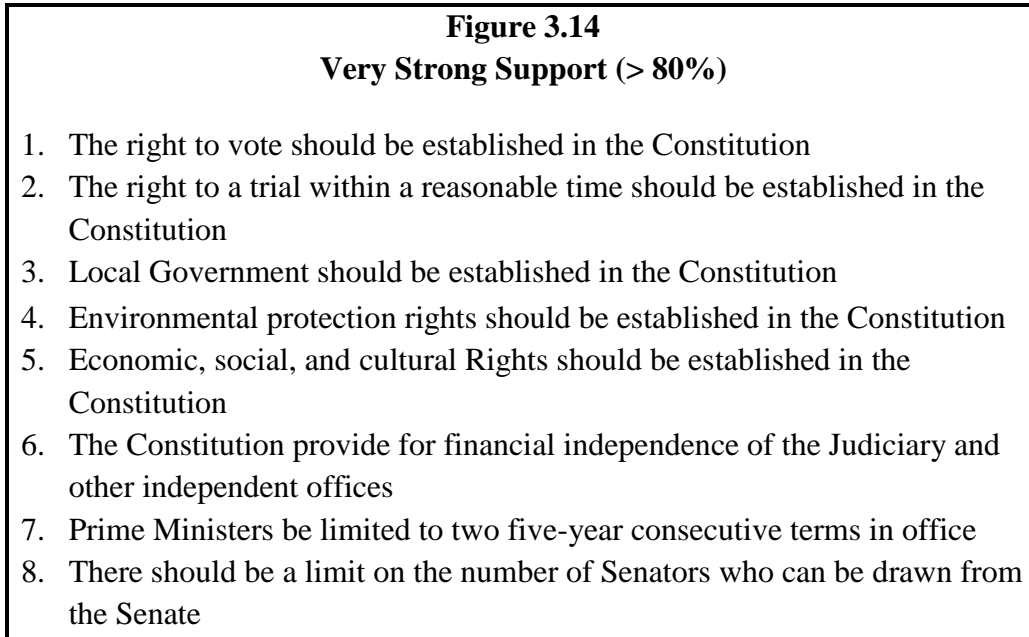 Figure 3.14
Very Strong Support (> 80%)
1. The right to vote should be established in the Constitution
2. The right to a trial within a reasonable time should be established in the
Constitution
3. Local Government should be established in the Constitution
4. Environmental protection rights should be established in the Constitution
5. Economic, social, and cultural Rights should be established in the
Constitution
6. The Constitution provide for financial independence of the Judiciary and
other independent offices
7. Prime Ministers be limited to two five-year consecutive terms in office
8. There should be a limit on the number of Senators who can be drawn from
the Senate